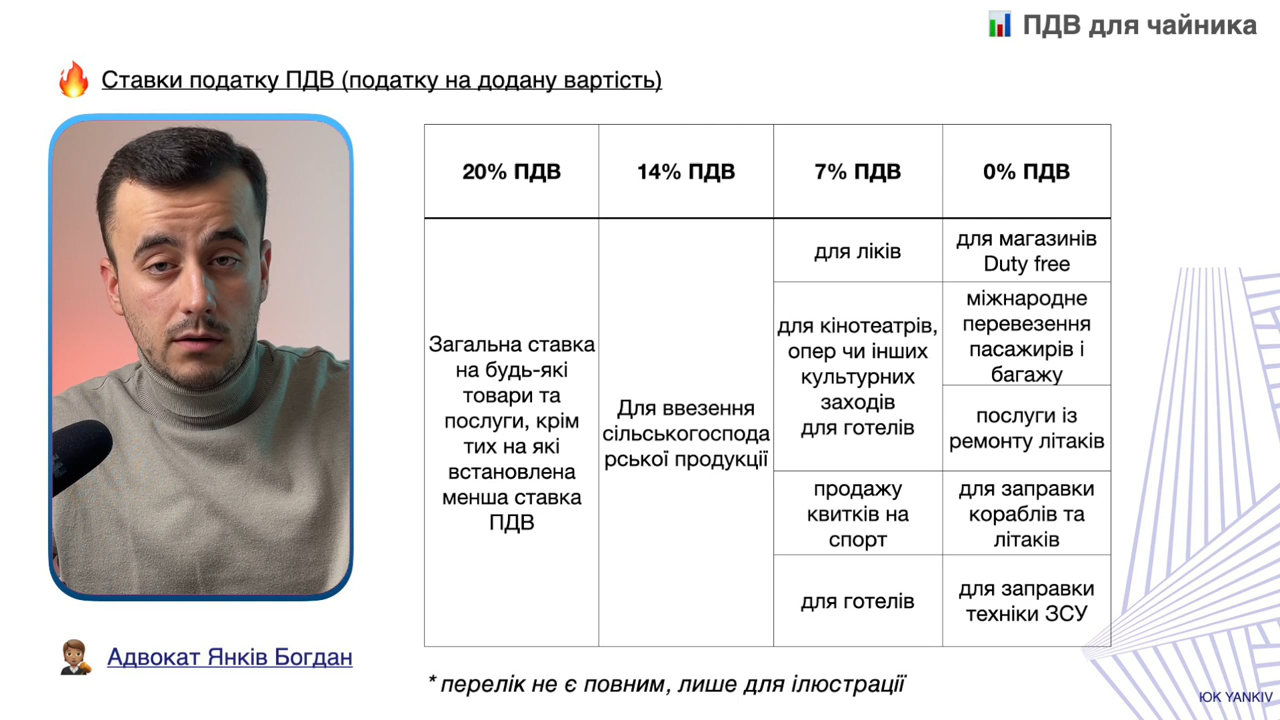 ПДВ для чайника
Ставки податку ПДВ (податку на додану вартість)
20% ПДВ
14% ПДВ
7% ПДВ
0% ПДВ
Загальна ставка
на будь-які
товари та
послуги, крім
тих на які
встановлена
менша ставка
ПДВ
Для ввезення
сільськогоспода
рської продукції
для ліків
для кінотеатрів,
опер чи інших
культурних
заходів
для готелів
продажу
квитків на
спорт
для готелів
для магазинів
Duty free
міжнародне
перевезення
пасажирів і
багажу
послуги із
ремонту літаків
для заправки
кораблів та
літаків
для заправки
техніки ЗСУ
Адвокат Янків Богдан
* перелік не є повним, лише для ілюстрації
ЮК YANKIV